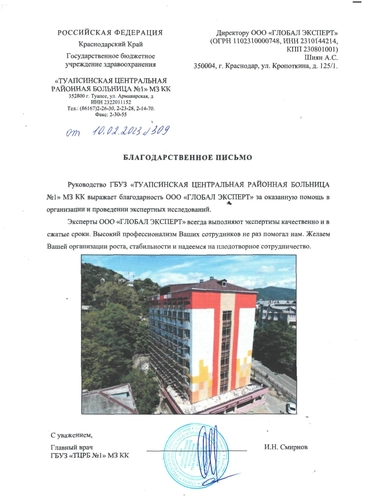 РОССИЙСКАЯ ФЕДЕРАЦИЯ
Краснодарский Край
Государственное бюджетное
учреждение здравоохранения
«ТУАПСИНСКАЯ ЦЕНТРАЛЬНАЯ
РАЙОННАЯ БОЛЬНИЦА №1» МЗ КК
352800 г. Туапсе, ул. Армавирская, д
ИНН 2322011152
Тел.: (86167)2-26-30, 2-23-28, 2-14-70.
Факс: 2-30-55
от 10.02.2023/309
Директору ООО «ГЛОБАЛ ЭКСПЕРТ»
(ОГРН 1102310000748, ИНН 2310144214,
КПП 230801001)
Шиян А.С.
350004, г. Краснодар, ул. Кропоткина, д. 125/1.
БЛАГОДАРСТВЕННОЕ ПИСЬМО
Руководство ГБУЗ «ТУАПСИНСКАЯ ЦЕНТРАЛЬНАЯ РАЙОННАЯ БОЛЬНИЦА
№1» МЗ КК выражает благодарность ООО «ГЛОБАЛ ЭКСПЕРТ» за оказанную помощь в
организации и проведении экспертных исследований.
Эксперты ООО «ГЛОБАЛ ЭКСПЕРТ» всегда выполняют экспертизы качественно и в
сжатые сроки. Высокий профессионализм Ваших сотрудников не раз помогал нам. Желаем
Вашей организации роста, стабильности и надеемся на плодотворное сотрудничество.
С уважением,
Главный врач
ГБУЗ «ТЦРБ №1» МЗ КК
И.Н. Смирнов